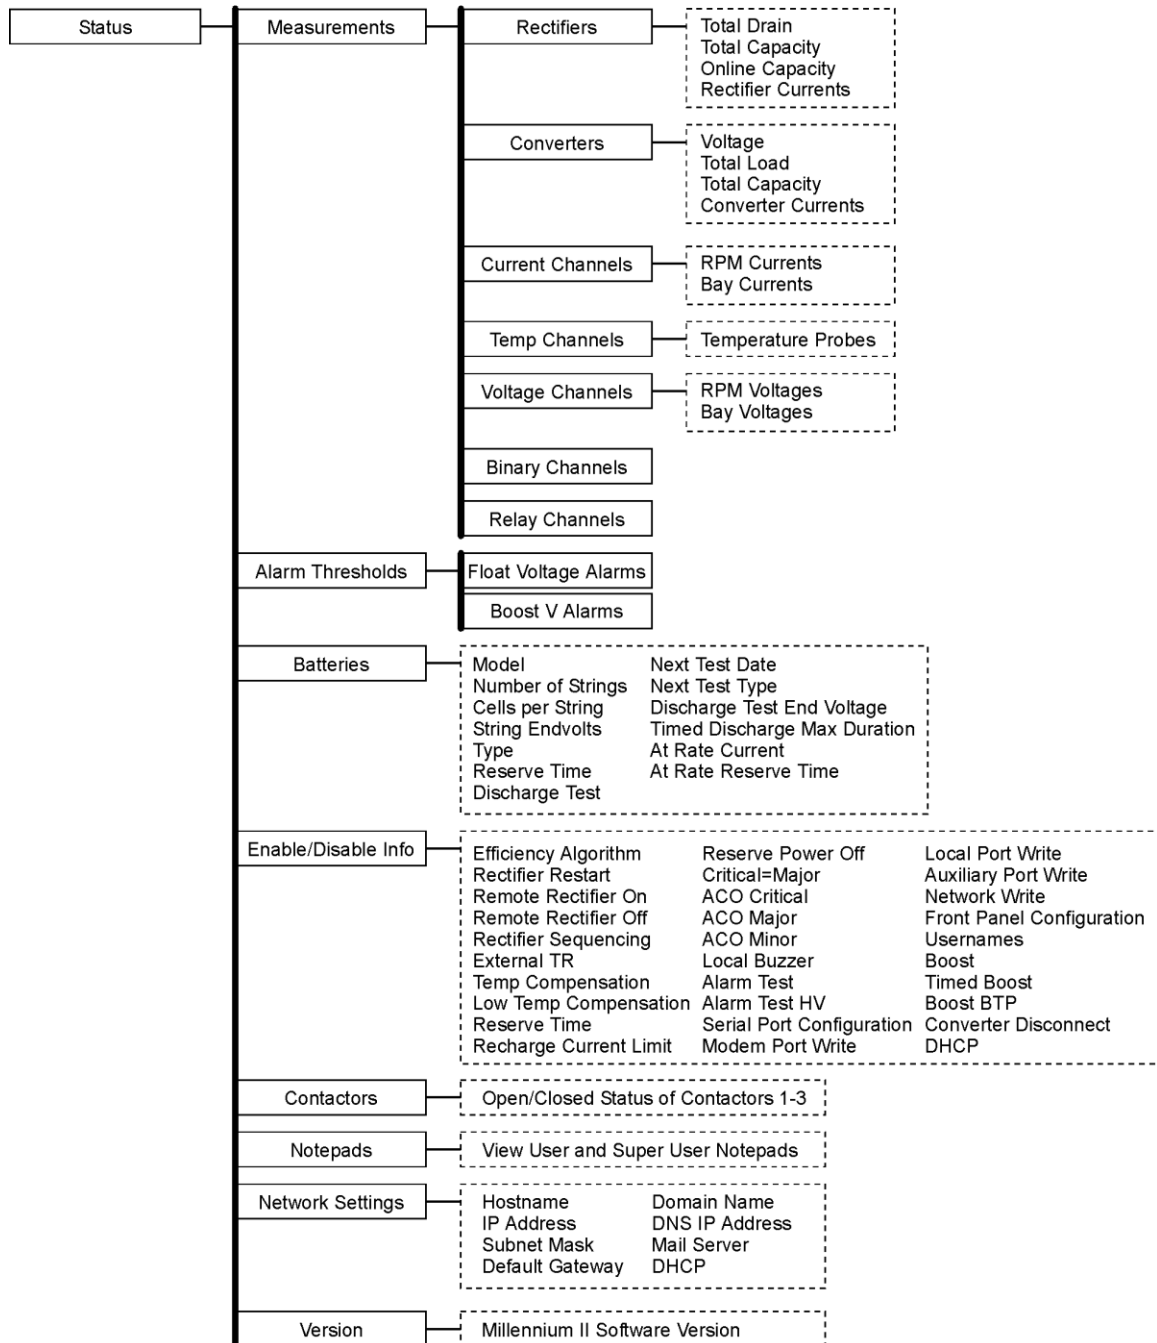 Status
Measurements
Rectifiers
Total Drain
Total Capacity
Online Capacity
Rectifier Currents
Converters
Voltage
Total Load
Total Capacity
Converter Currents
Current Channels
RPM Currents
Bay Currents
Temp Channels
Temperature Probes
Voltage Channels
RPM Voltages
Bay Voltages
Binary Channels
Relay Channels
Alarm Thresholds
Float Voltage Alarms
Boost V Alarms
Batteries
Model
Number of Strings
Cells per String
String Endvolts
Type
Reserve Time
Discharge Test
Next Test Date
Next Test Type
Discharge Test End Voltage
Timed Discharge Max Duration
At Rate Current
At Rate Reserve Time
Enable/Disable Info
Efficiency Algorithm
Rectifier Restart
Remote Rectifier On
Remote Rectifier Off
Rectifier Sequencing
External TR
Temp Compensation
Low Temp Compensation
Reserve Time
Recharge Current Limit
Reserve Power Off
Critical=Major
ACO Critical
ACO Major
ACO Minor
Local Buzzer
Alarm Test
Alarm Test HV
Serial Port Configuration
Modem Port Write
Local Port Write
Auxiliary Port Write
Network Write
Front Panel Configuration
Usernames
Boost
Timed Boost
Boost BTP
Converter Disconnect
DHCP
Contactors
Open/Closed Status of Contactors 1-3
Notepads
View User and Super User Notepads
Network Settings
Hostname
IP Address
Subnet Mask
Default Gateway
Domain Name
DNS IP Address
Mail Server
DHCP
Version
Millennium II Software Version